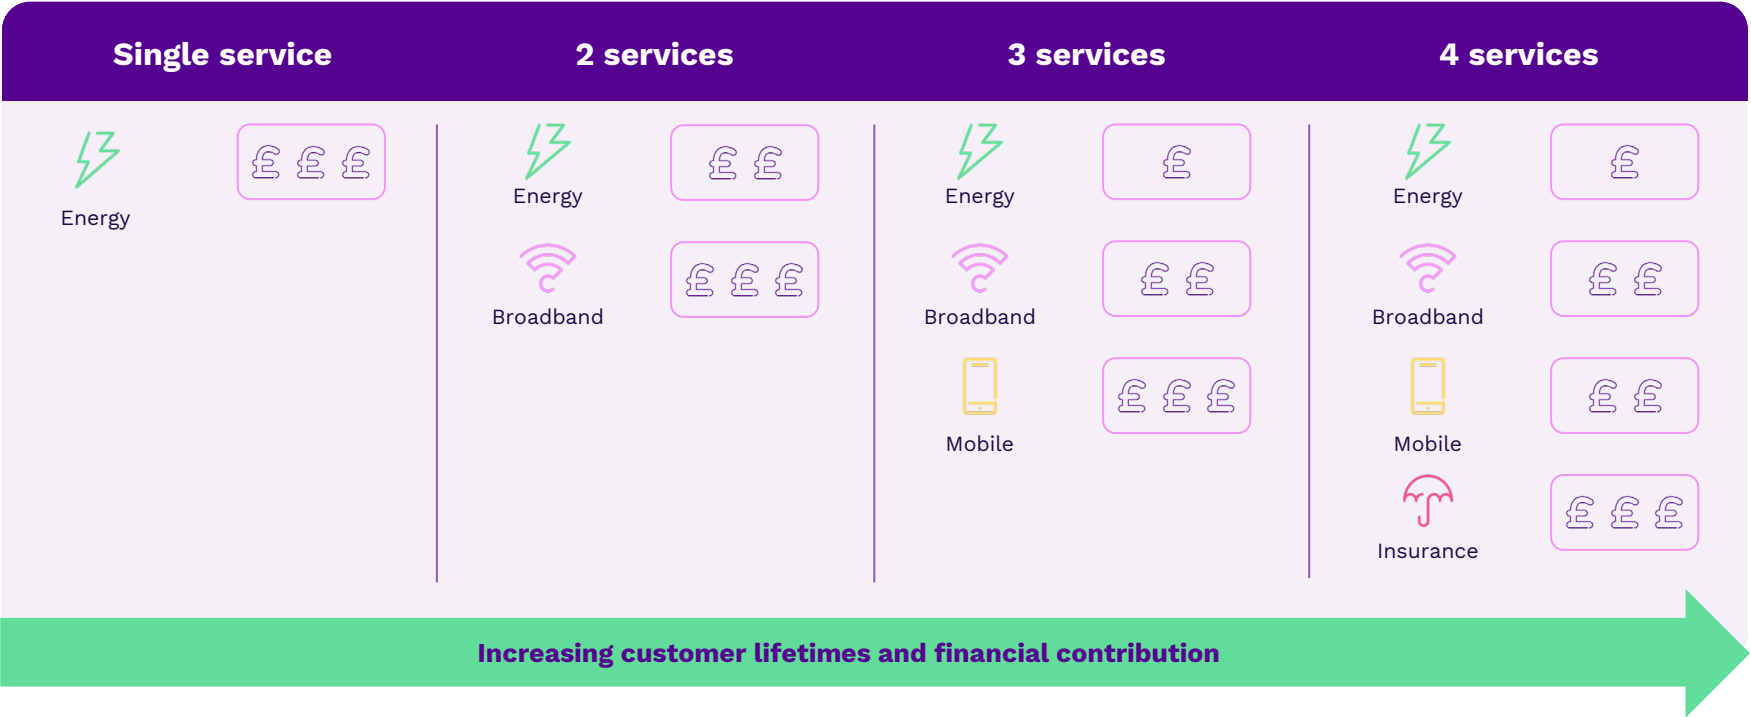 Single service
2 services
3 services
4 services
Energy
£ £ £
Energy
£ £
Broadband
£ £ £
Energy
£
Broadband
£ £
Mobile
£ £ £
Energy
£
Broadband
£ £
Mobile
£ £
Insurance
£ £ £
Increasing customer lifetimes and financial contribution